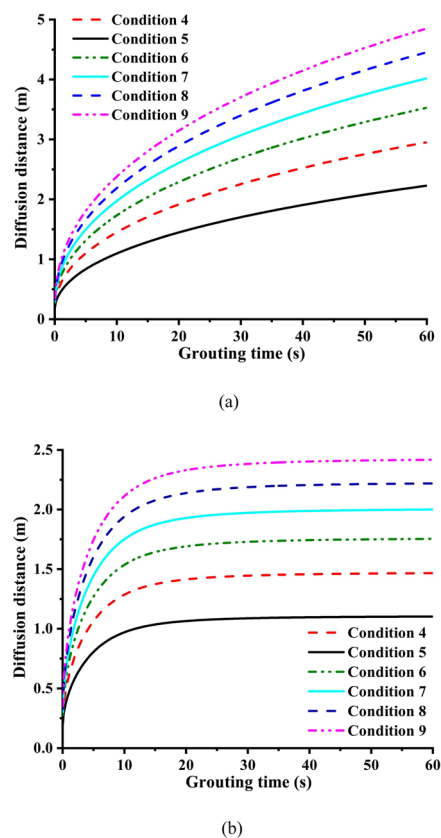 5
4
3
2
1
0
Diffusion distance (m)
Condition 4
Condition 5
Condition 6
Condition 7
Condition 8
Condition 9
0 10 20 30 40 50 60
Grouting time (s)
(a)
2.5
2.0
1.5
1.0
0.5
0.0
Diffusion distance (m)
Condition 4
Condition 5
Condition 6
Condition 7
Condition 8
Condition 9
0 10 20 30 40 50 60
Grouting time (s)
(b)